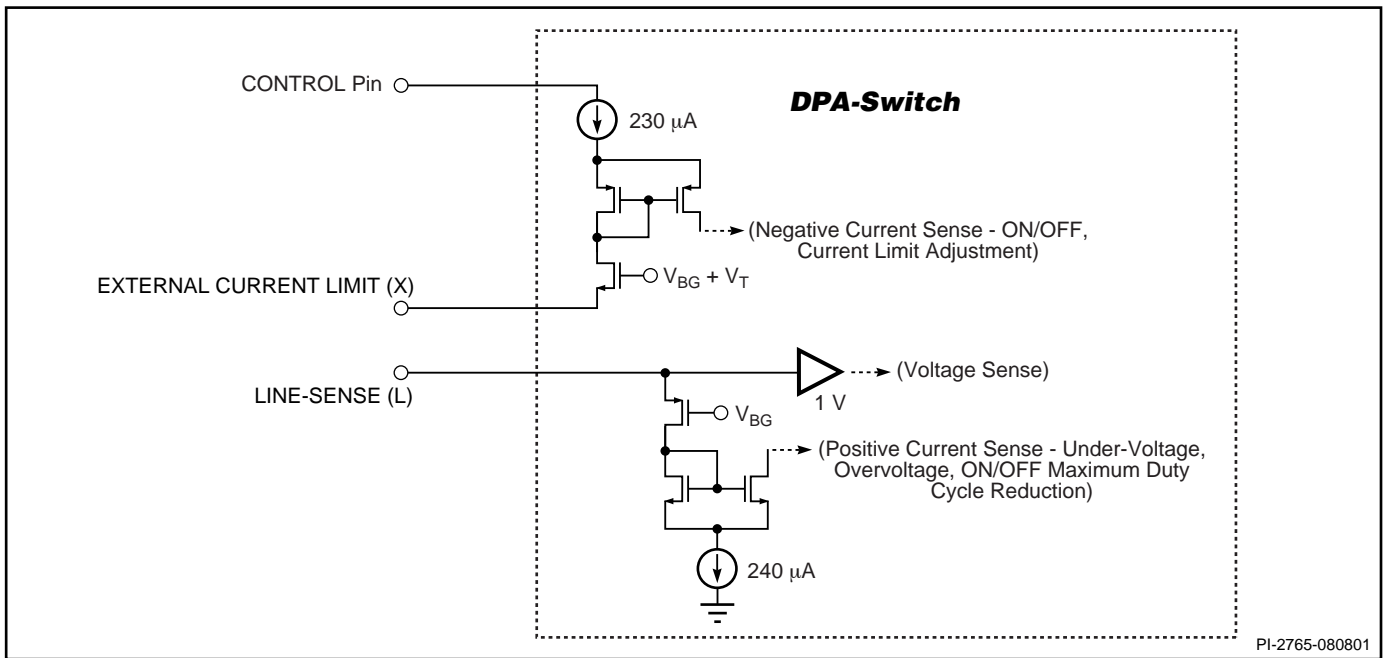 CONTROL Pin
DPA-Switch
230 μA
(Negative Current Sense - ON/OFF,
Current Limit Adjustment)
V_BG + V_T
EXTERNAL CURRENT LIMIT (X)
LINE-SENSE (L)
(Voltage Sense)
1 V
V_BG
(Positive Current Sense - Under-Voltage,
Overvoltage, ON/OFF Maximum Duty
Cycle Reduction)
240 μA
PI-2765-080801